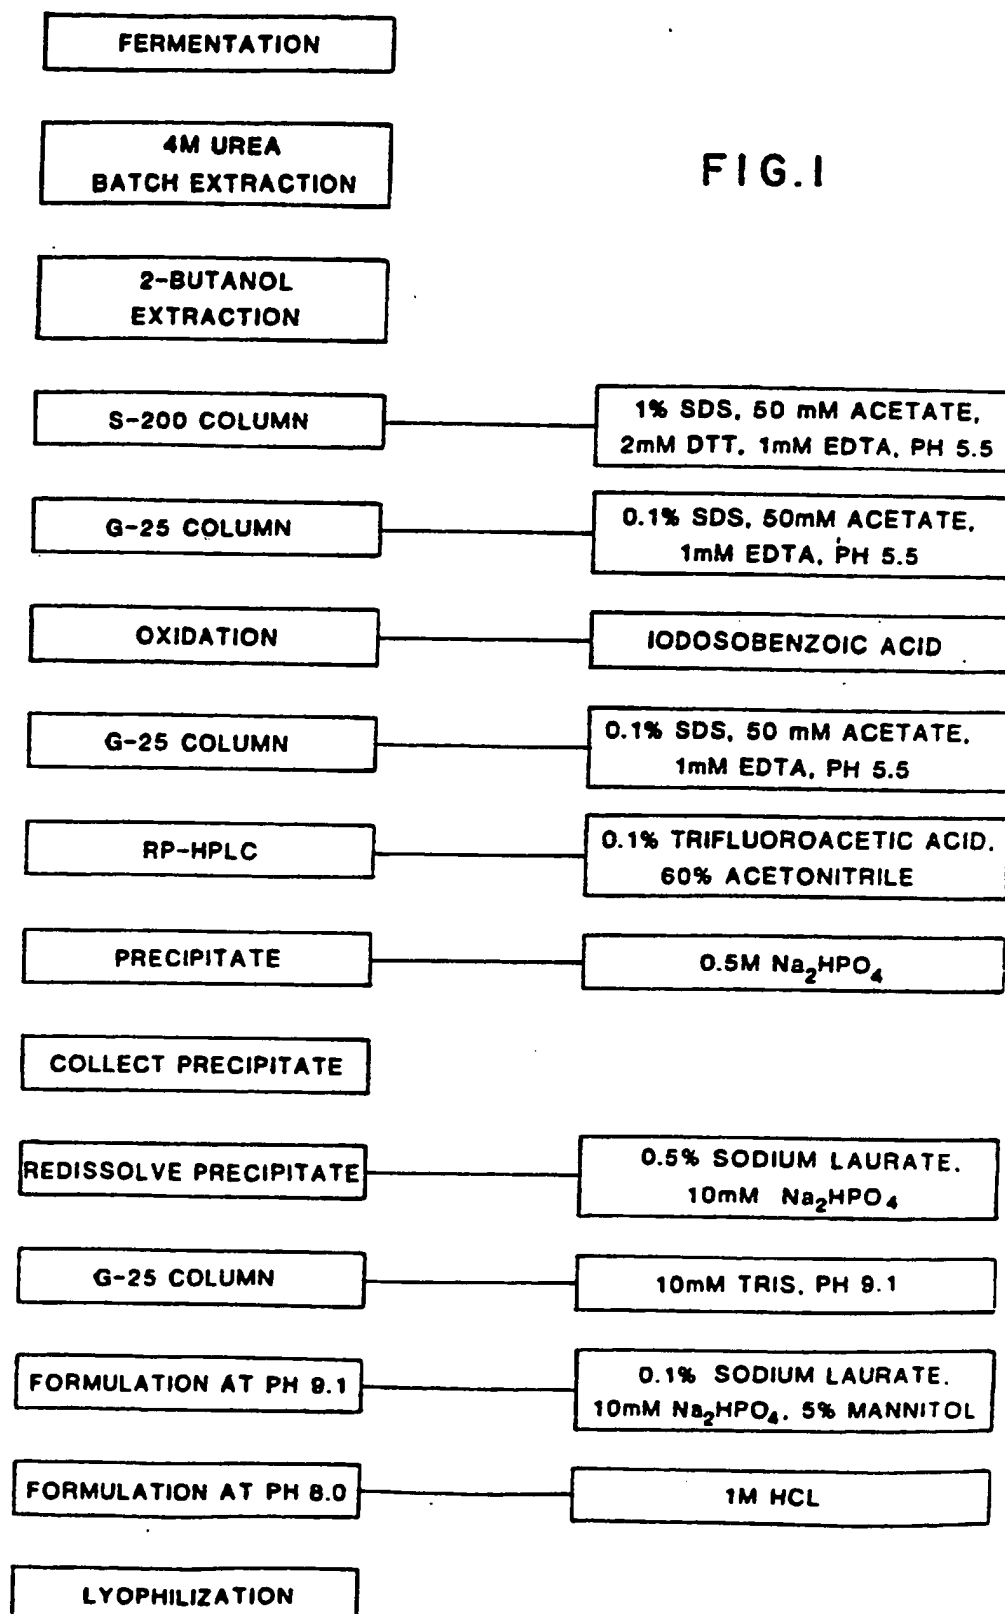 FERMENTATION
4M UREA
BATCH EXTRACTION
FIG.1
2-BUTANOL
EXTRACTION
S-200 COLUMN
1% SDS, 50 mM ACETATE,
2mM DTT, 1mM EDTA, PH 5.5
G-25 COLUMN
0.1% SDS, 50mM ACETATE,
1mM EDTA, PH 5.5
OXIDATION
IODOSOBENZOIC ACID
G-25 COLUMN
0.1% SDS, 50 mM ACETATE,
1mM EDTA, PH 5.5
RP-HPLC
0.1% TRIFLUOROACETIC ACID,
60% ACETONITRILE
PRECIPITATE
0.5M Na₂HPO₄
COLLECT PRECIPITATE
REDISSOLVE PRECIPITATE
0.5% SODIUM LAURATE,
10mM Na₂HPO₄
G-25 COLUMN
10mM TRIS, PH 9.1
FORMULATION AT PH 9.1
0.1% SODIUM LAURATE,
10mM Na₂HPO₄, 5% MANNITOL
FORMULATION AT PH 8.0
1M HCL
LYOPHILIZATION